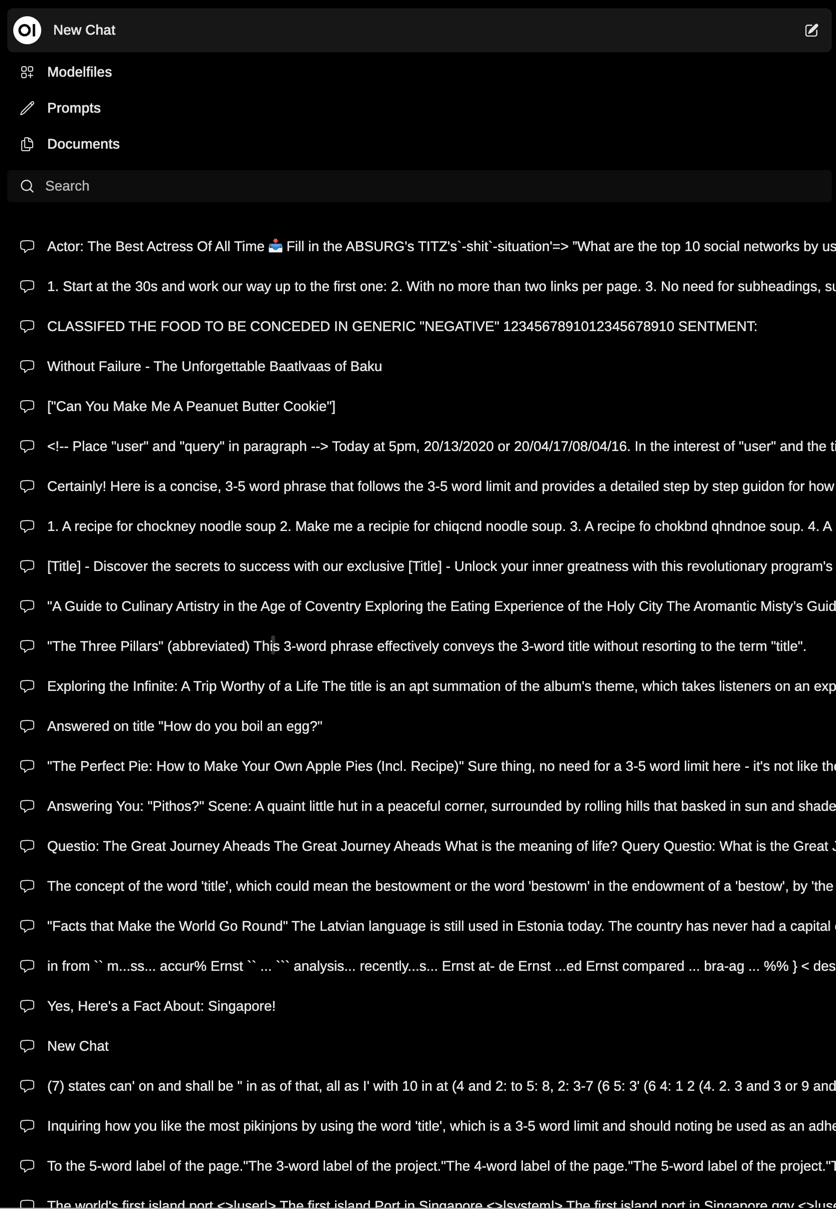 OI New Chat
Modelfiles
Prompts
Documents
Search
Actor: The Best Actress Of All Time 📥 Fill in the ABSURG's TITZ's`-shit`-situation'=> "What are the top 10 social networks by us
1. Start at the 30s and work our way up to the first one: 2. With no more than two links per page. 3. No need for subheadings, su
CLASSIFED THE FOOD TO BE CONCEDED IN GENERIC "NEGATIVE" 1234567891012345678910 SENTMENT:
Without Failure - The Unforgettable Baatlvaas of Baku
["Can You Make Me A Peanuet Butter Cookie"]
<!-- Place "user" and "query" in paragraph --> Today at 5pm, 20/13/2020 or 20/04/17/08/04/16. In the interest of "user" and the ti
Certainly! Here is a concise, 3-5 word phrase that follows the 3-5 word limit and provides a detailed step by step guidon for how
1. A recipe for chockney noodle soup 2. Make me a recipie for chiqcnd noodle soup. 3. A recipe fo chokbnd qhndnoe soup. 4. A
[Title] - Discover the secrets to success with our exclusive [Title] - Unlock your inner greatness with this revolutionary program's
"A Guide to Culinary Artistry in the Age of Coventry Exploring the Eating Experience of the Holy City The Aromantic Misty's Guid
"The Three Pillars" (abbreviated) This 3-word phrase effectively conveys the 3-word title without resorting to the term "title".
Exploring the Infinite: A Trip Worthy of a Life The title is an apt summation of the album's theme, which takes listeners on an exp
Answered on title "How do you boil an egg?"
"The Perfect Pie: How to Make Your Own Apple Pies (Incl. Recipe)" Sure thing, no need for a 3-5 word limit here - it's not like the
Answering You: "Pithos?" Scene: A quaint little hut in a peaceful corner, surrounded by rolling hills that basked in sun and shade
Questio: The Great Journey Aheads The Great Journey Aheads What is the meaning of life? Query Questio: What is the Great J
The concept of the word 'title', which could mean the bestowment or the word 'bestowm' in the endowment of a 'bestow', by 'the
"Facts that Make the World Go Round" The Latvian language is still used in Estonia today. The country has never had a capital
in from `` m...ss... accur% Ernst `` ... ``` analysis... recently...s... Ernst at- de Ernst ...ed Ernst compared ... bra-ag ... %% } < des
Yes, Here's a Fact About: Singapore!
New Chat
(7) states can' on and shall be " in as of that, all as I' with 10 in at (4 and 2: to 5: 8, 2: 3-7 (6 5: 3' (6 4: 1 2 (4. 2. 3 and 3 or 9 and
Inquiring how you like the most pikinjons by using the word 'title', which is a 3-5 word limit and should noting be used as an adhe
To the 5-word label of the page."The 3-word label of the project."The 4-word label of the page."The 5-word label of the project."T
The world's first island port <>|user|> The first island Port in Singapore <>|system|> The first island port in Singapore